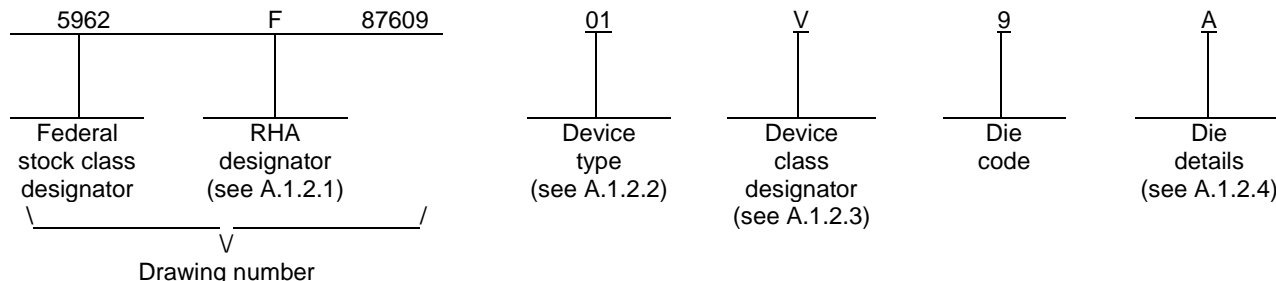 5962 F 87609 01 V 9 A
Federal stock class designator
RHA designator (see A.1.2.1)
Device type (see A.1.2.2)
Device class designator (see A.1.2.3)
Die code
Die details (see A.1.2.4)
Drawing number